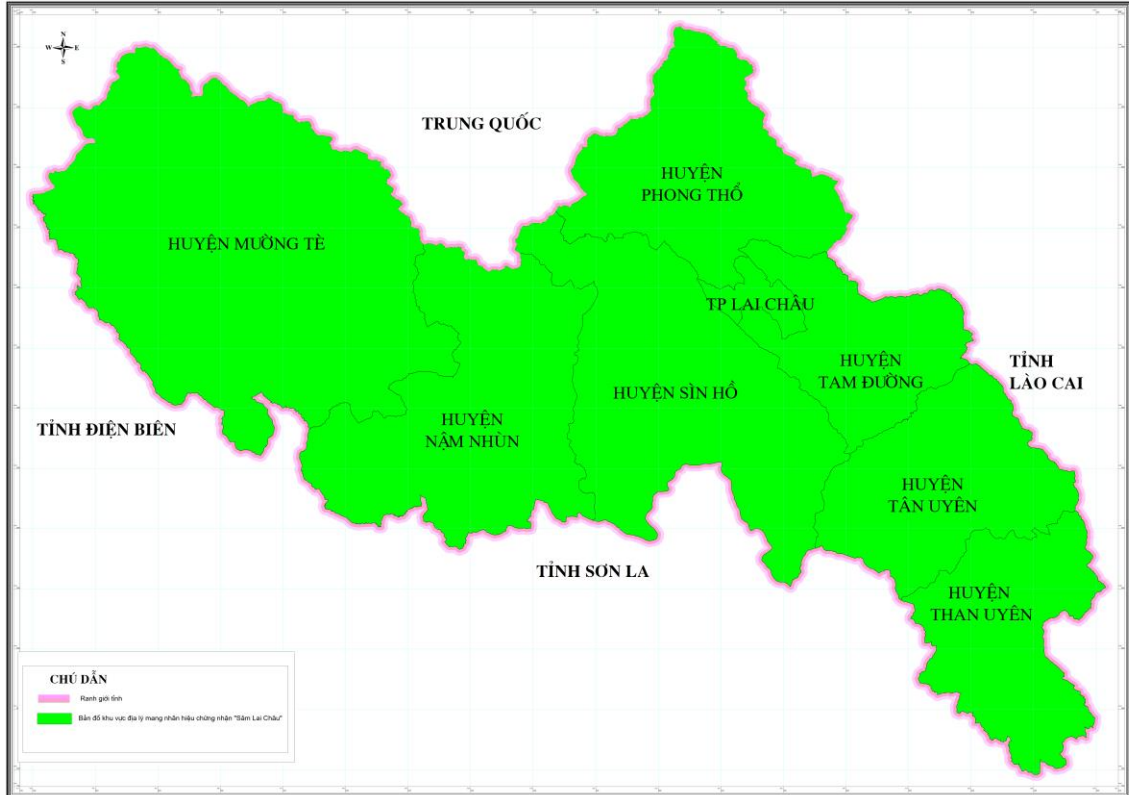 N
W E
S
TRUNG QUỐC
HUYỆN
PHONG THỔ
HUYỆN MƯỜNG TÈ
TP LAI CHÂU
HUYỆN
TAM ĐƯỜNG
TỈNH
LÀO CAI
HUYỆN SÌN HỒ
HUYỆN
NẬM NHÙN
TỈNH ĐIỆN BIÊN
HUYỆN
TÂN UYÊN
TỈNH SƠN LA
HUYỆN
THAN UYÊN
CHÚ DẪN
Ranh giới tỉnh
Bản đồ khu vực địa lý mang nhãn hiệu chứng nhận "Sâm Lai Châu"